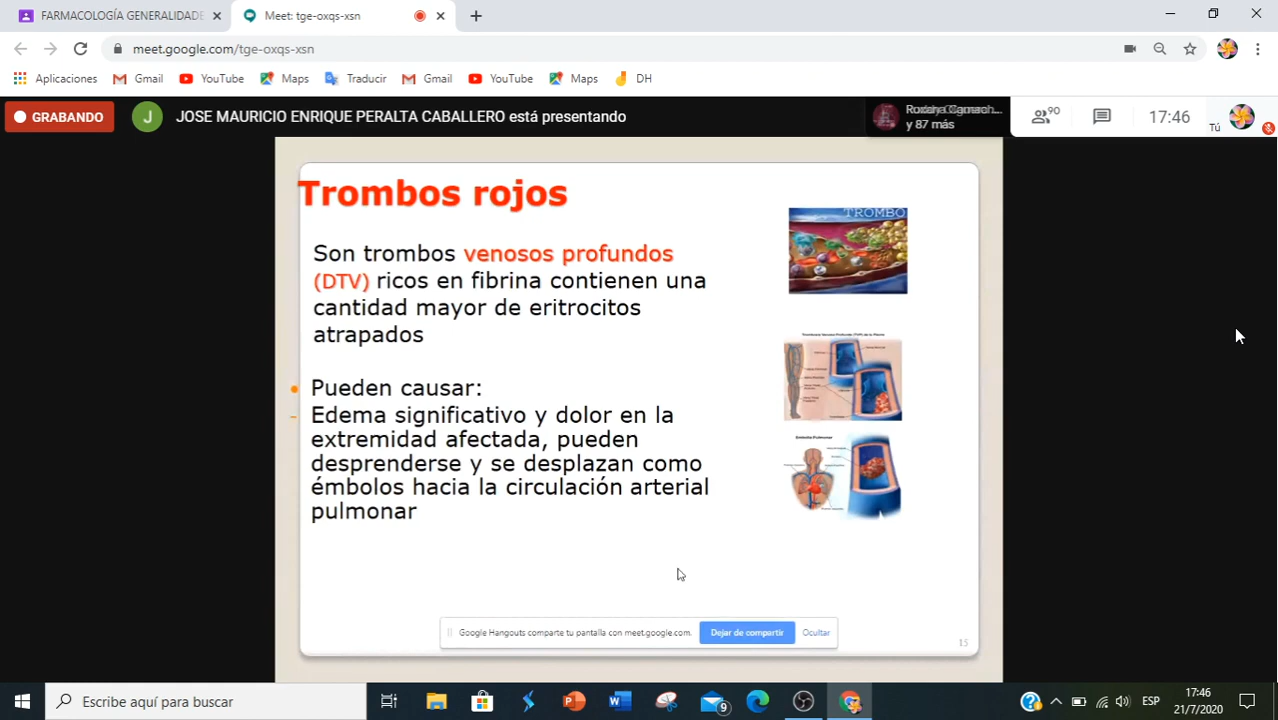 FARMACOLOGÍA GENERALIDADE
Meet: tge-oxqs-xsn
meet.google.com/tge-oxqs-xsn
Aplicaciones
Gmail
YouTube
Maps
Traducir
Gmail
YouTube
Maps
DH
GRABANDO
J
JOSE MAURICIO ENRIQUE PERALTA CABALLERO está presentando
y 87 más
90
17:46
Tú
Trombos rojos
TROMBO
Son trombos venosos profundos
(DTV) ricos en fibrina contienen una
cantidad mayor de eritrocitos
atrapados
Pueden causar:
Edema significativo y dolor en la
extremidad afectada, pueden
desprenderse y se desplazan como
émbolos hacia la circulación arterial
pulmonar
Embolia Pulmonar
Google Hangouts comparte tu pantalla con meet.google.com.
Dejar de compartir
Ocultar
15
Escribe aquí para buscar
9
ESP
17:46
21/7/2020